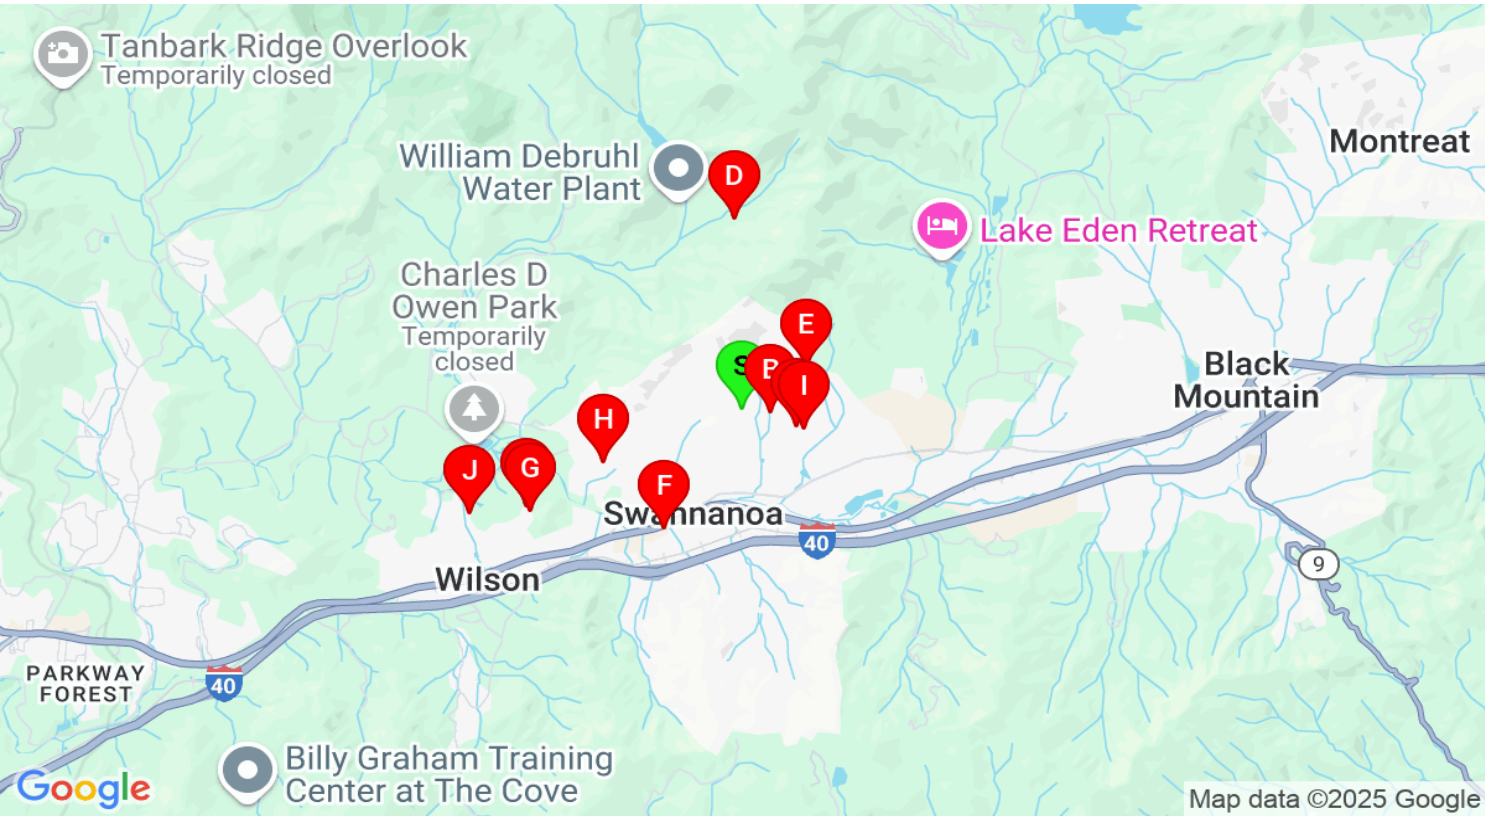 Tanbark Ridge Overlook
Temporarily closed
Montreat
William Debruhl
Water Plant
D
Lake Eden Retreat
Charles D
Owen Park
Temporarily
closed
E
S
B
I
Black
Mountain
H
J
G
F
Swannanoa
40
9
Wilson
PARKWAY
FOREST
40
Billy Graham Training
Center at The Cove
Google
Map data ©2025 Google